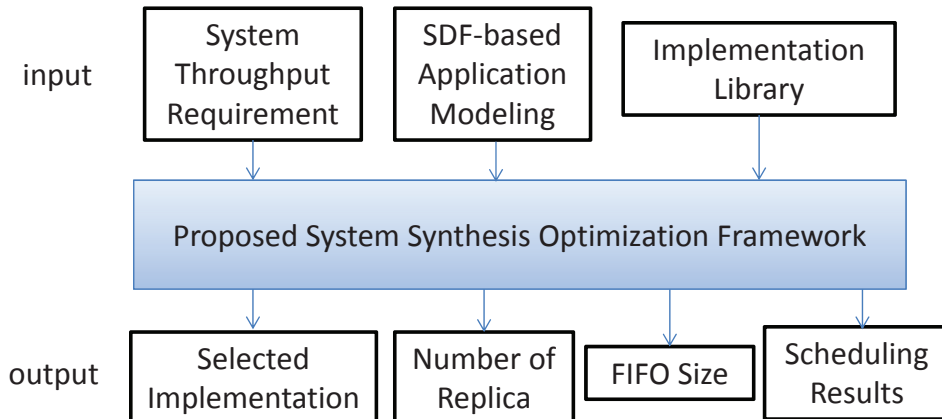 input
System
Throughput
Requirement
SDF-based
Application
Modeling
Implementation
Library
Proposed System Synthesis Optimization Framework
output
Selected
Implementation
Number of
Replica
FIFO Size
Scheduling
Results